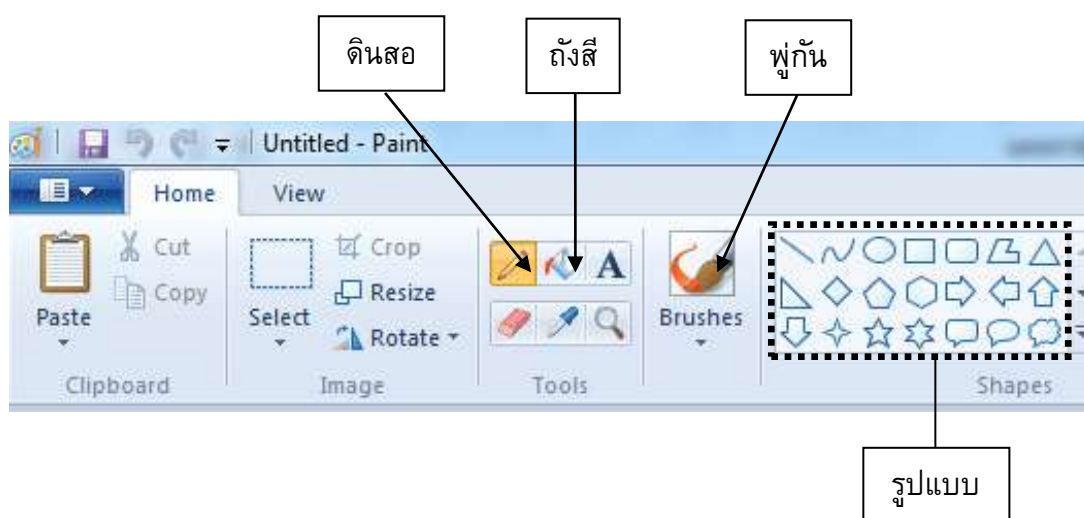 ดินสอ ถังสี พู่กัน
Untitled - Paint
Home View
Cut Crop
Copy Resize
Paste Select Rotate Brushes
A
Clipboard Image Tools Shapes
รูปแบบ